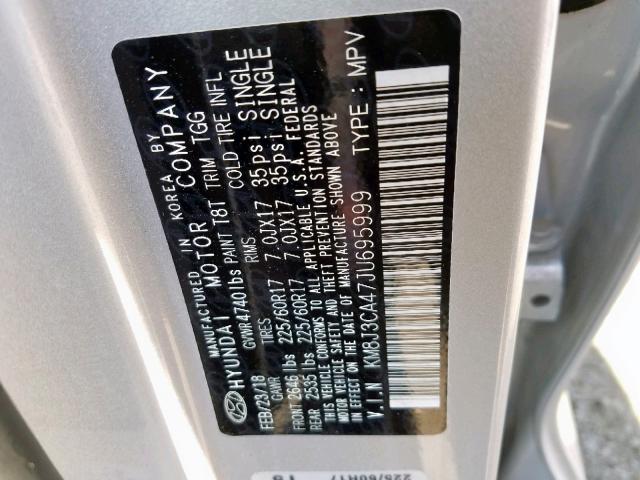 MANUFACTURED IN KOREA BY
HYUNDAI MOTOR COMPANY
FEB/23/18 GVWR 4740lbs PAINT T8T TRIM TGG
GAWR TIRES RIMS COLD TIRE INFL
FRONT 2646 lbs 225/60R17 7.0JX17 35psi SINGLE
REAR 2535 lbs 225/60R17 7.0JX17 35psi SINGLE
THIS VEHICLE CONFORMS TO ALL APPLICABLE U.S.A. FEDERAL
MOTOR VEHICLE SAFETY AND THEFT PREVENTION STANDARDS
IN EFFECT ON THE DATE OF MANUFACTURE SHOWN ABOVE
V.I.N KM8J3CA47JU695999 TYPE : MPV
225/60R17